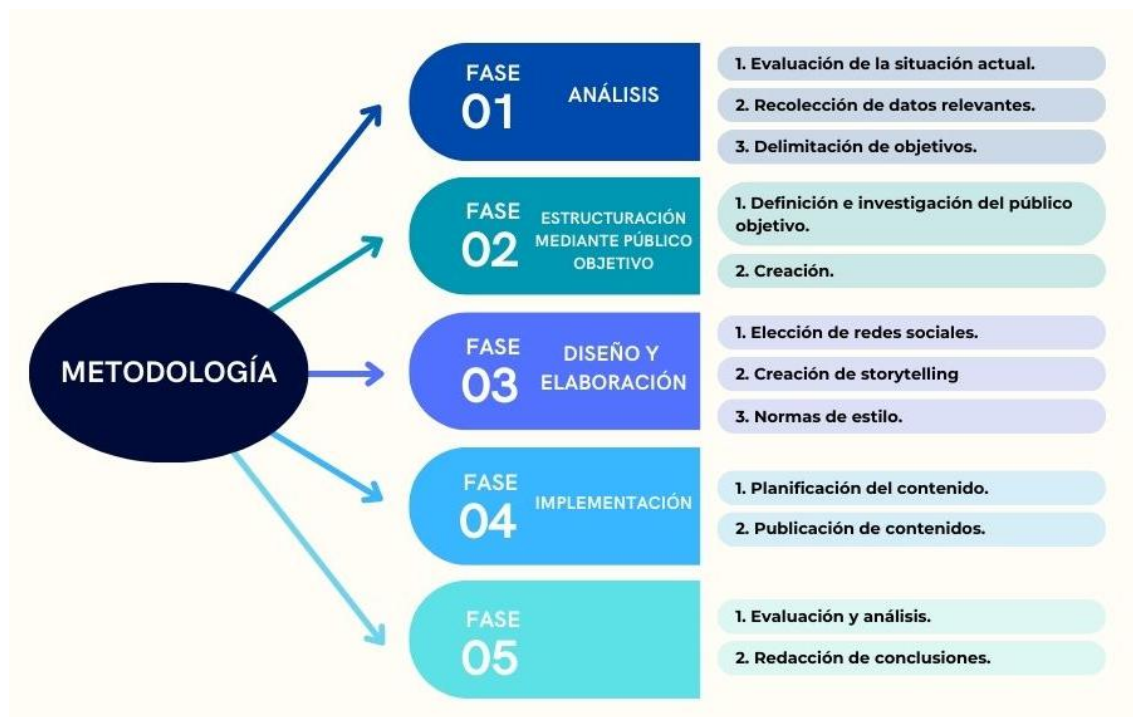 METODOLOGÍA
FASE
01
ANÁLISIS
1. Evaluación de la situación actual.
2. Recolección de datos relevantes.
3. Delimitación de objetivos.
FASE
02
ESTRUCTURACIÓN
MEDIANTE PÚBLICO
OBJETIVO
1. Definición e investigación del público
objetivo.
2. Creación.
FASE
03
DISEÑO Y
ELABORACIÓN
1. Elección de redes sociales.
2. Creación de storytelling
3. Normas de estilo.
FASE
04
IMPLEMENTACIÓN
1. Planificación del contenido.
2. Publicación de contenidos.
FASE
05
1. Evaluación y análisis.
2. Redacción de conclusiones.